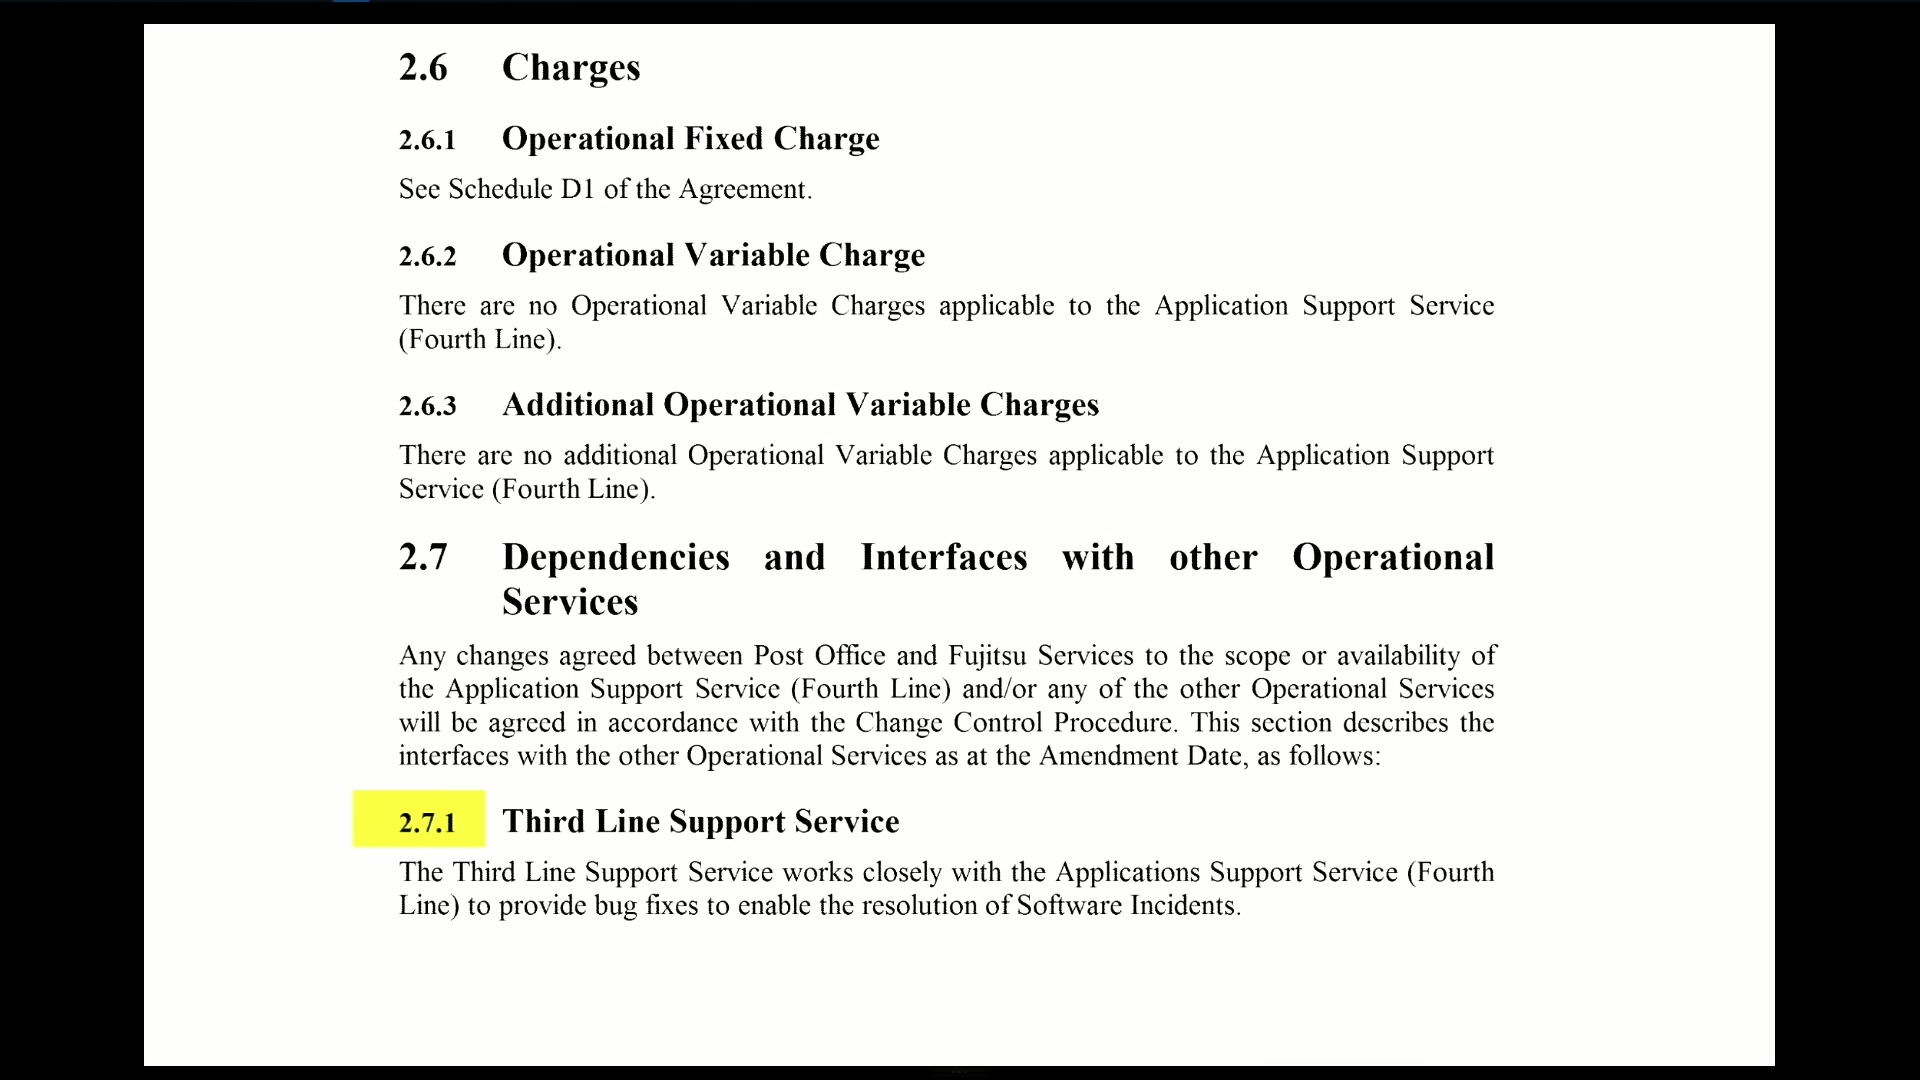 2.6 Charges
2.6.1 Operational Fixed Charge
See Schedule D1 of the Agreement.
2.6.2 Operational Variable Charge
There are no Operational Variable Charges applicable to the Application Support Service
(Fourth Line).
2.6.3 Additional Operational Variable Charges
There are no additional Operational Variable Charges applicable to the Application Support
Service (Fourth Line).
2.7 Dependencies and Interfaces with other Operational
Services
Any changes agreed between Post Office and Fujitsu Services to the scope or availability of
the Application Support Service (Fourth Line) and/or any of the other Operational Services
will be agreed in accordance with the Change Control Procedure. This section describes the
interfaces with the other Operational Services as at the Amendment Date, as follows:
2.7.1 Third Line Support Service
The Third Line Support Service works closely with the Applications Support Service (Fourth
Line) to provide bug fixes to enable the resolution of Software Incidents.